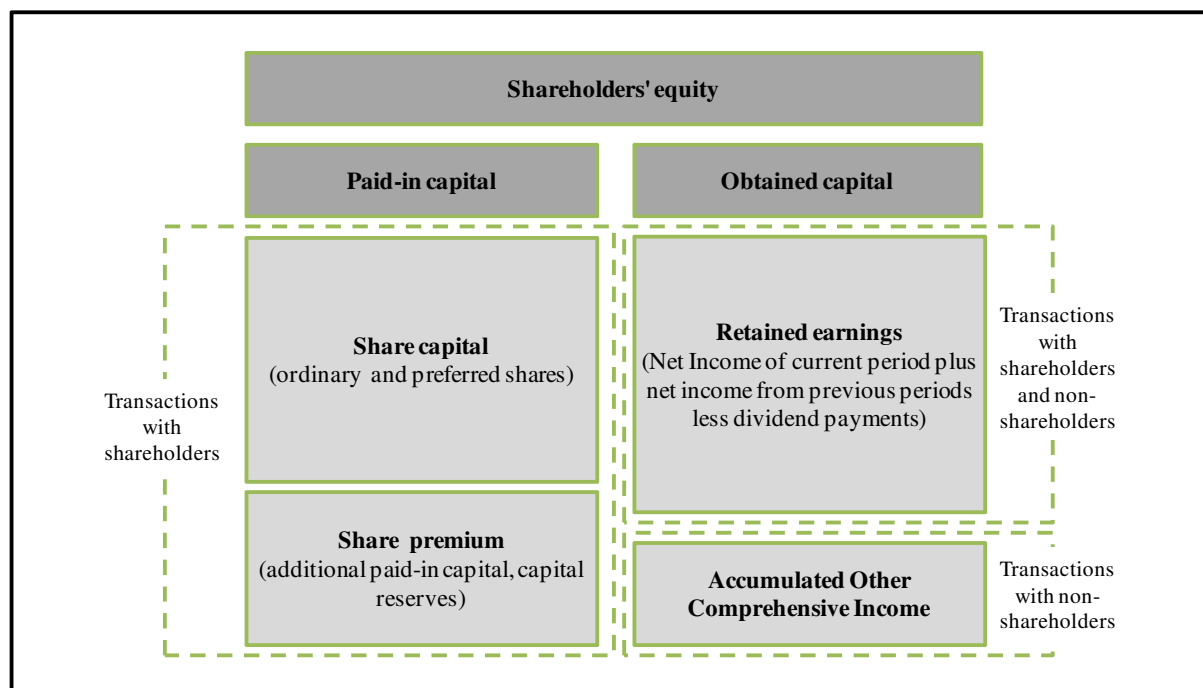 Shareholders' equity
Paid-in capital
Obtained capital
Transactions
with
shareholders
Share capital
(ordinary and preferred shares)
Share premium
(additional paid-in capital, capital
reserves)
Retained earnings
(Net Income of current period plus
net income from previous periods
less dividend payments)
Transactions
with
shareholders
and non-
shareholders
Accumulated Other
Comprehensive Income
Transactions
with non-
shareholders